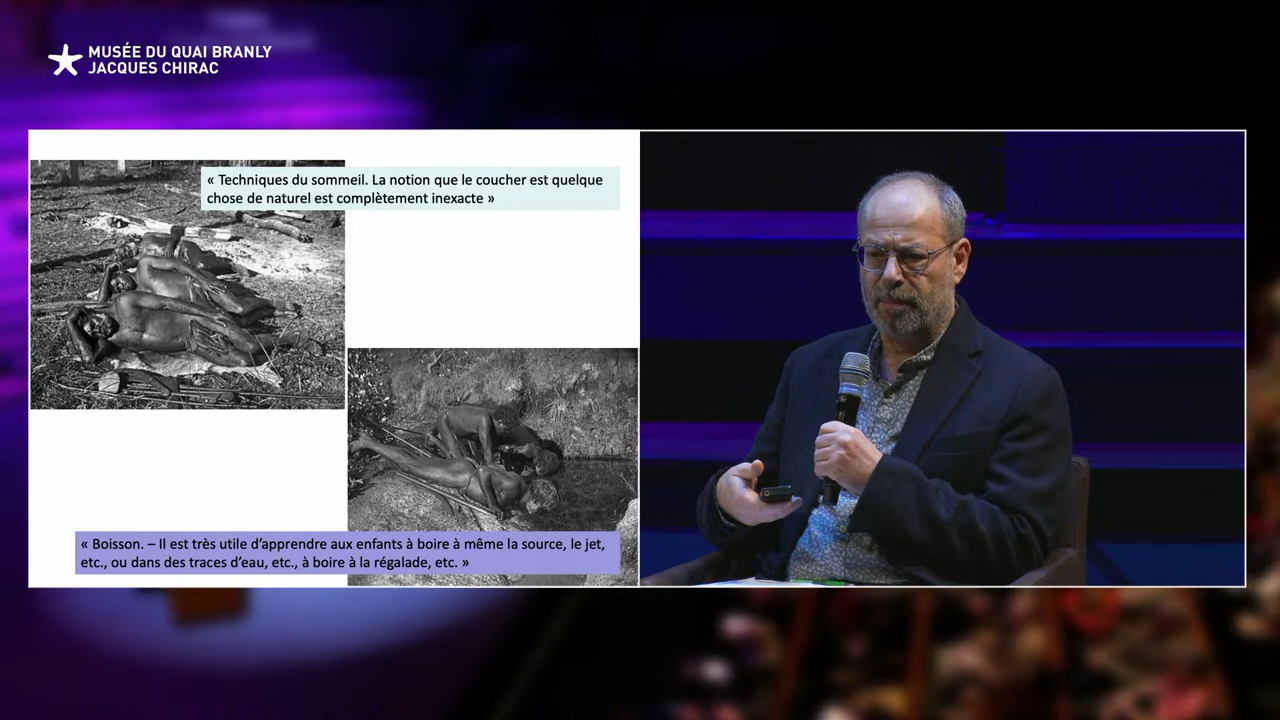 MUSÉE DU QUAI BRANLY
JACQUES CHIRAC
« Techniques du sommeil. La notion que le coucher est quelque
chose de naturel est complètement inexacte »
« Boisson. – Il est très utile d’apprendre aux enfants à boire à même la source, le jet,
etc., ou dans des traces d’eau, etc., à boire à la régalade, etc. »